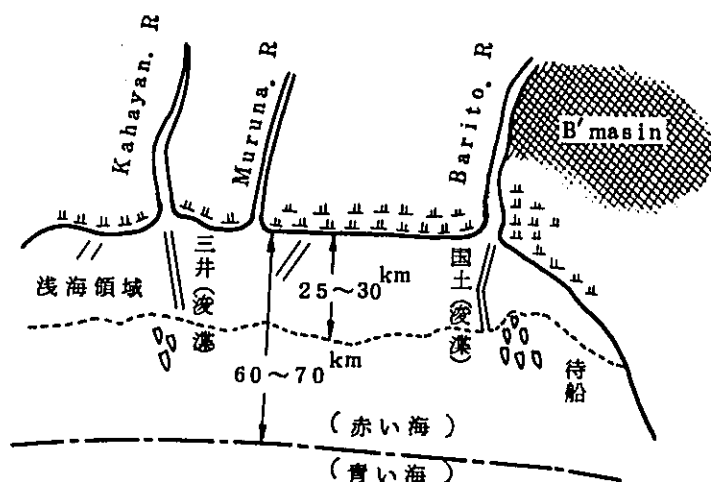 Kahayan. R
Muruna. R
Barito. R
B'masin
浅海領域
三井(浚渫)
25～30km
国土(浚渫)
60～70km
待船
(赤い海)
(青い海)